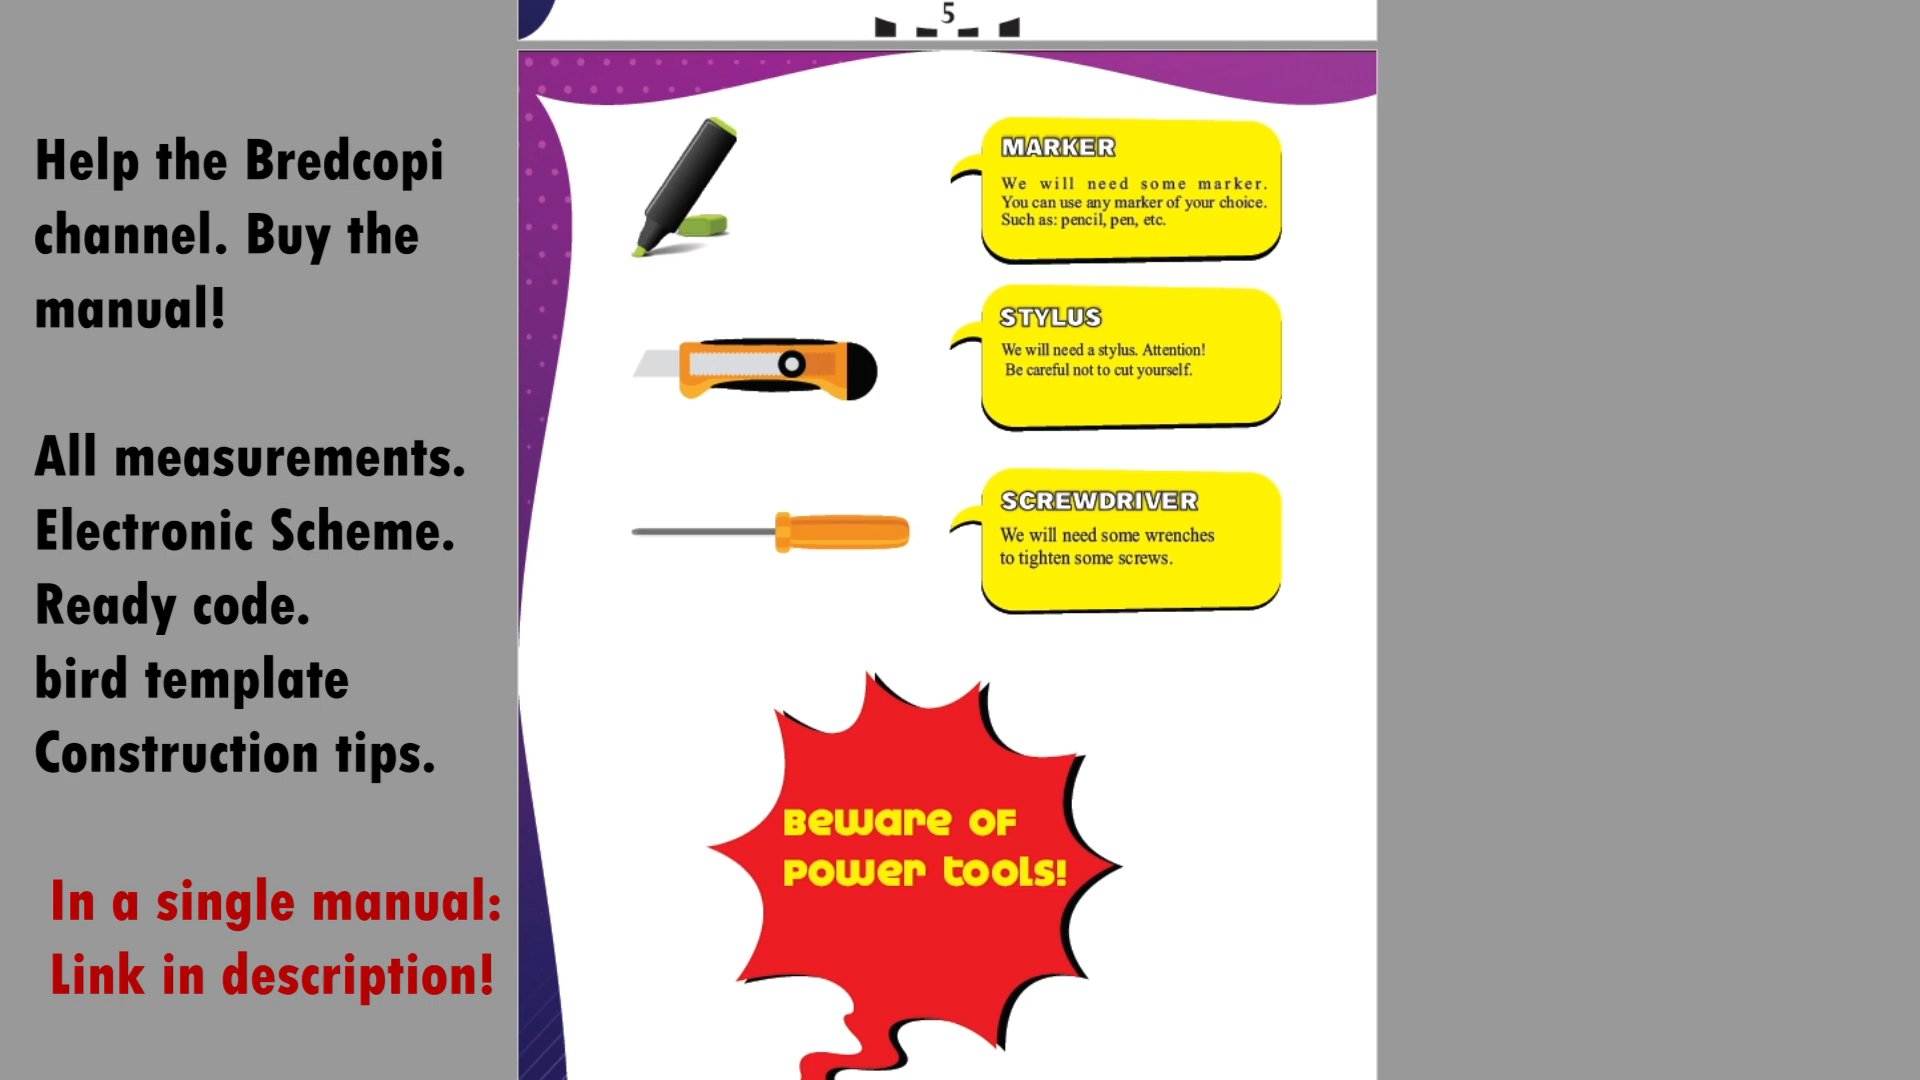 Help the Bredcopi
channel. Buy the
manual!
All measurements.
Electronic Scheme.
Ready code.
bird template
Construction tips.
In a single manual:
Link in description!
5
MARKER
We will need some marker.
You can use any marker of your choice.
Such as: pencil, pen, etc.
STYLUS
We will need a stylus. Attention!
Be careful not to cut yourself.
SCREWDRIVER
We will need some wrenches
to tighten some screws.
Beware of
power tools!